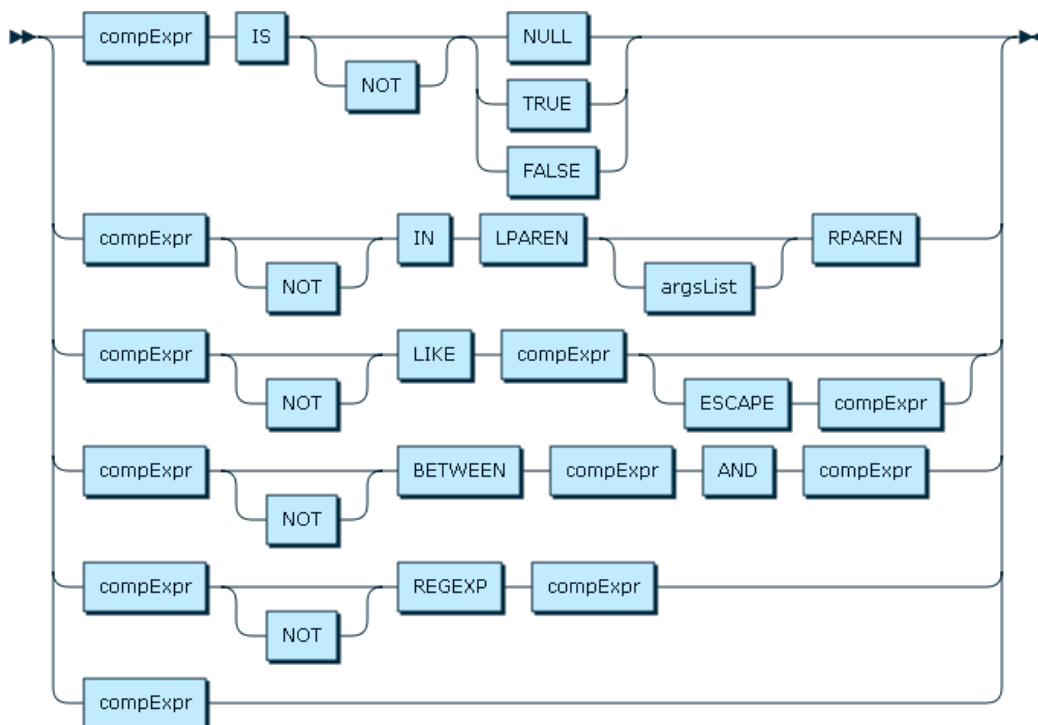 compExpr IS NULL
NOT
TRUE
FALSE
compExpr IN LPAREN RPAREN
NOT argsList
compExpr LIKE compExpr
NOT ESCAPE compExpr
compExpr BETWEEN compExpr AND compExpr
NOT
compExpr REGEXP compExpr
NOT
compExpr